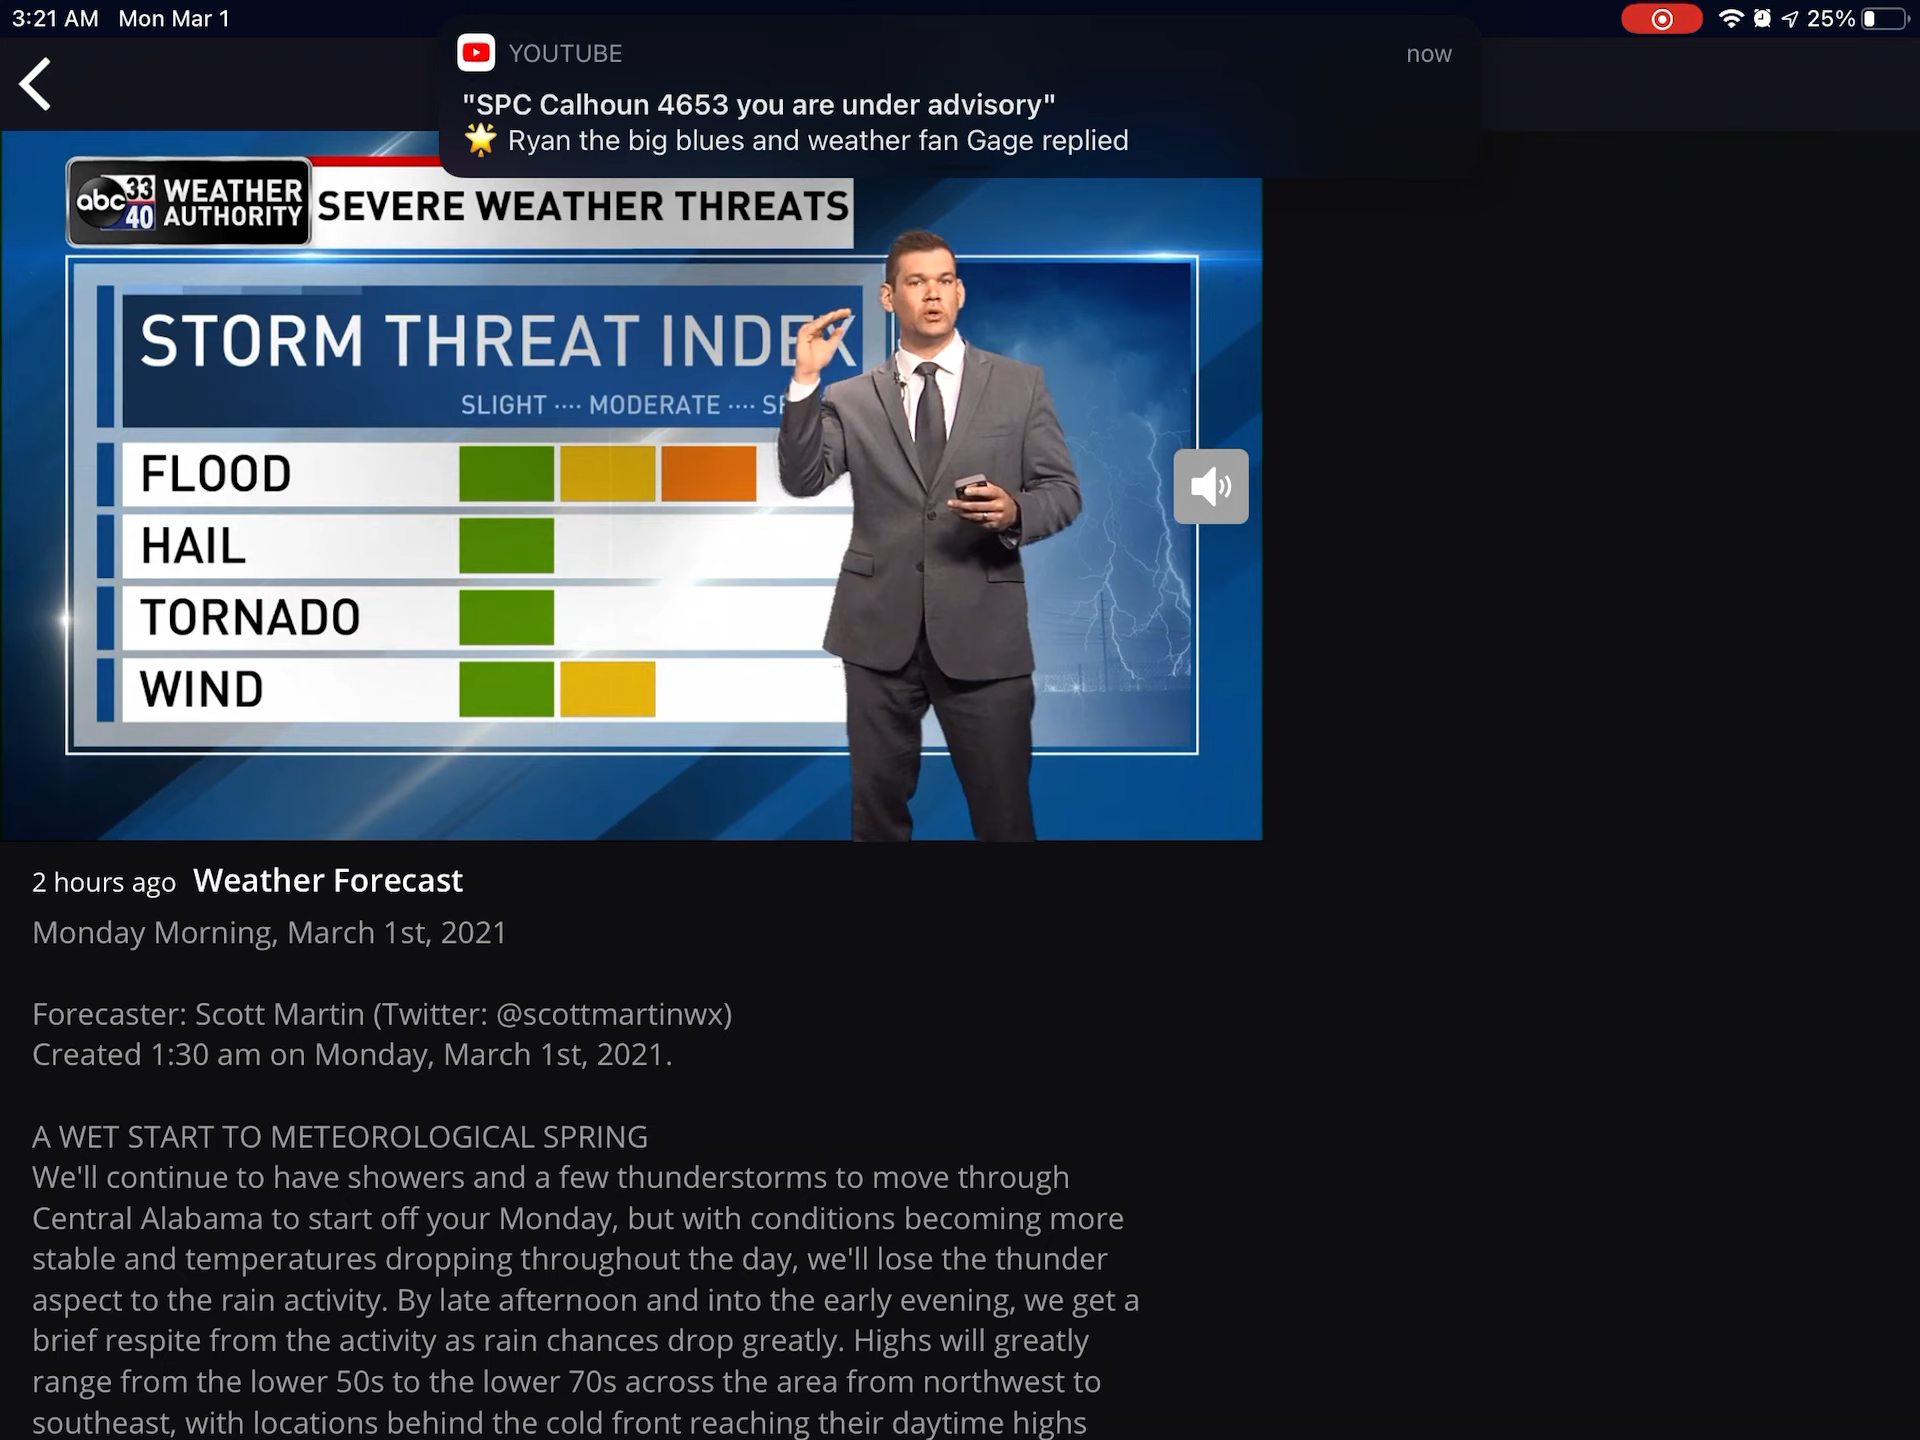 3:21 AM Mon Mar 1
25%
YOUTUBE now
"SPC Calhoun 4653 you are under advisory"
🌟 Ryan the big blues and weather fan Gage replied
abc 33 40 WEATHER AUTHORITY
SEVERE WEATHER THREATS
STORM THREAT INDEX
SLIGHT ···· MODERATE ····
FLOOD
HAIL
TORNADO
WIND
2 hours ago Weather Forecast
Monday Morning, March 1st, 2021
Forecaster: Scott Martin (Twitter: @scottmartinwx)
Created 1:30 am on Monday, March 1st, 2021.
A WET START TO METEOROLOGICAL SPRING
We'll continue to have showers and a few thunderstorms to move through
Central Alabama to start off your Monday, but with conditions becoming more
stable and temperatures dropping throughout the day, we'll lose the thunder
aspect to the rain activity. By late afternoon and into the early evening, we get a
brief respite from the activity as rain chances drop greatly. Highs will greatly
range from the lower 50s to the lower 70s across the area from northwest to
southeast, with locations behind the cold front reaching their daytime highs